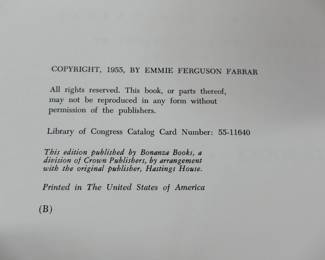 COPYRIGHT, 1955, BY EMMIE FERGUSON FARRAR
All rights reserved. This book, or parts thereof,
may not be reproduced in any form without
permission of the publishers.
Library of Congress Catalog Card Number: 55-11640
This edition published by Bonanza Books, a
division of Crown Publishers, by arrangement
with the original publisher, Hastings House.
Printed in The United States of America
(B)